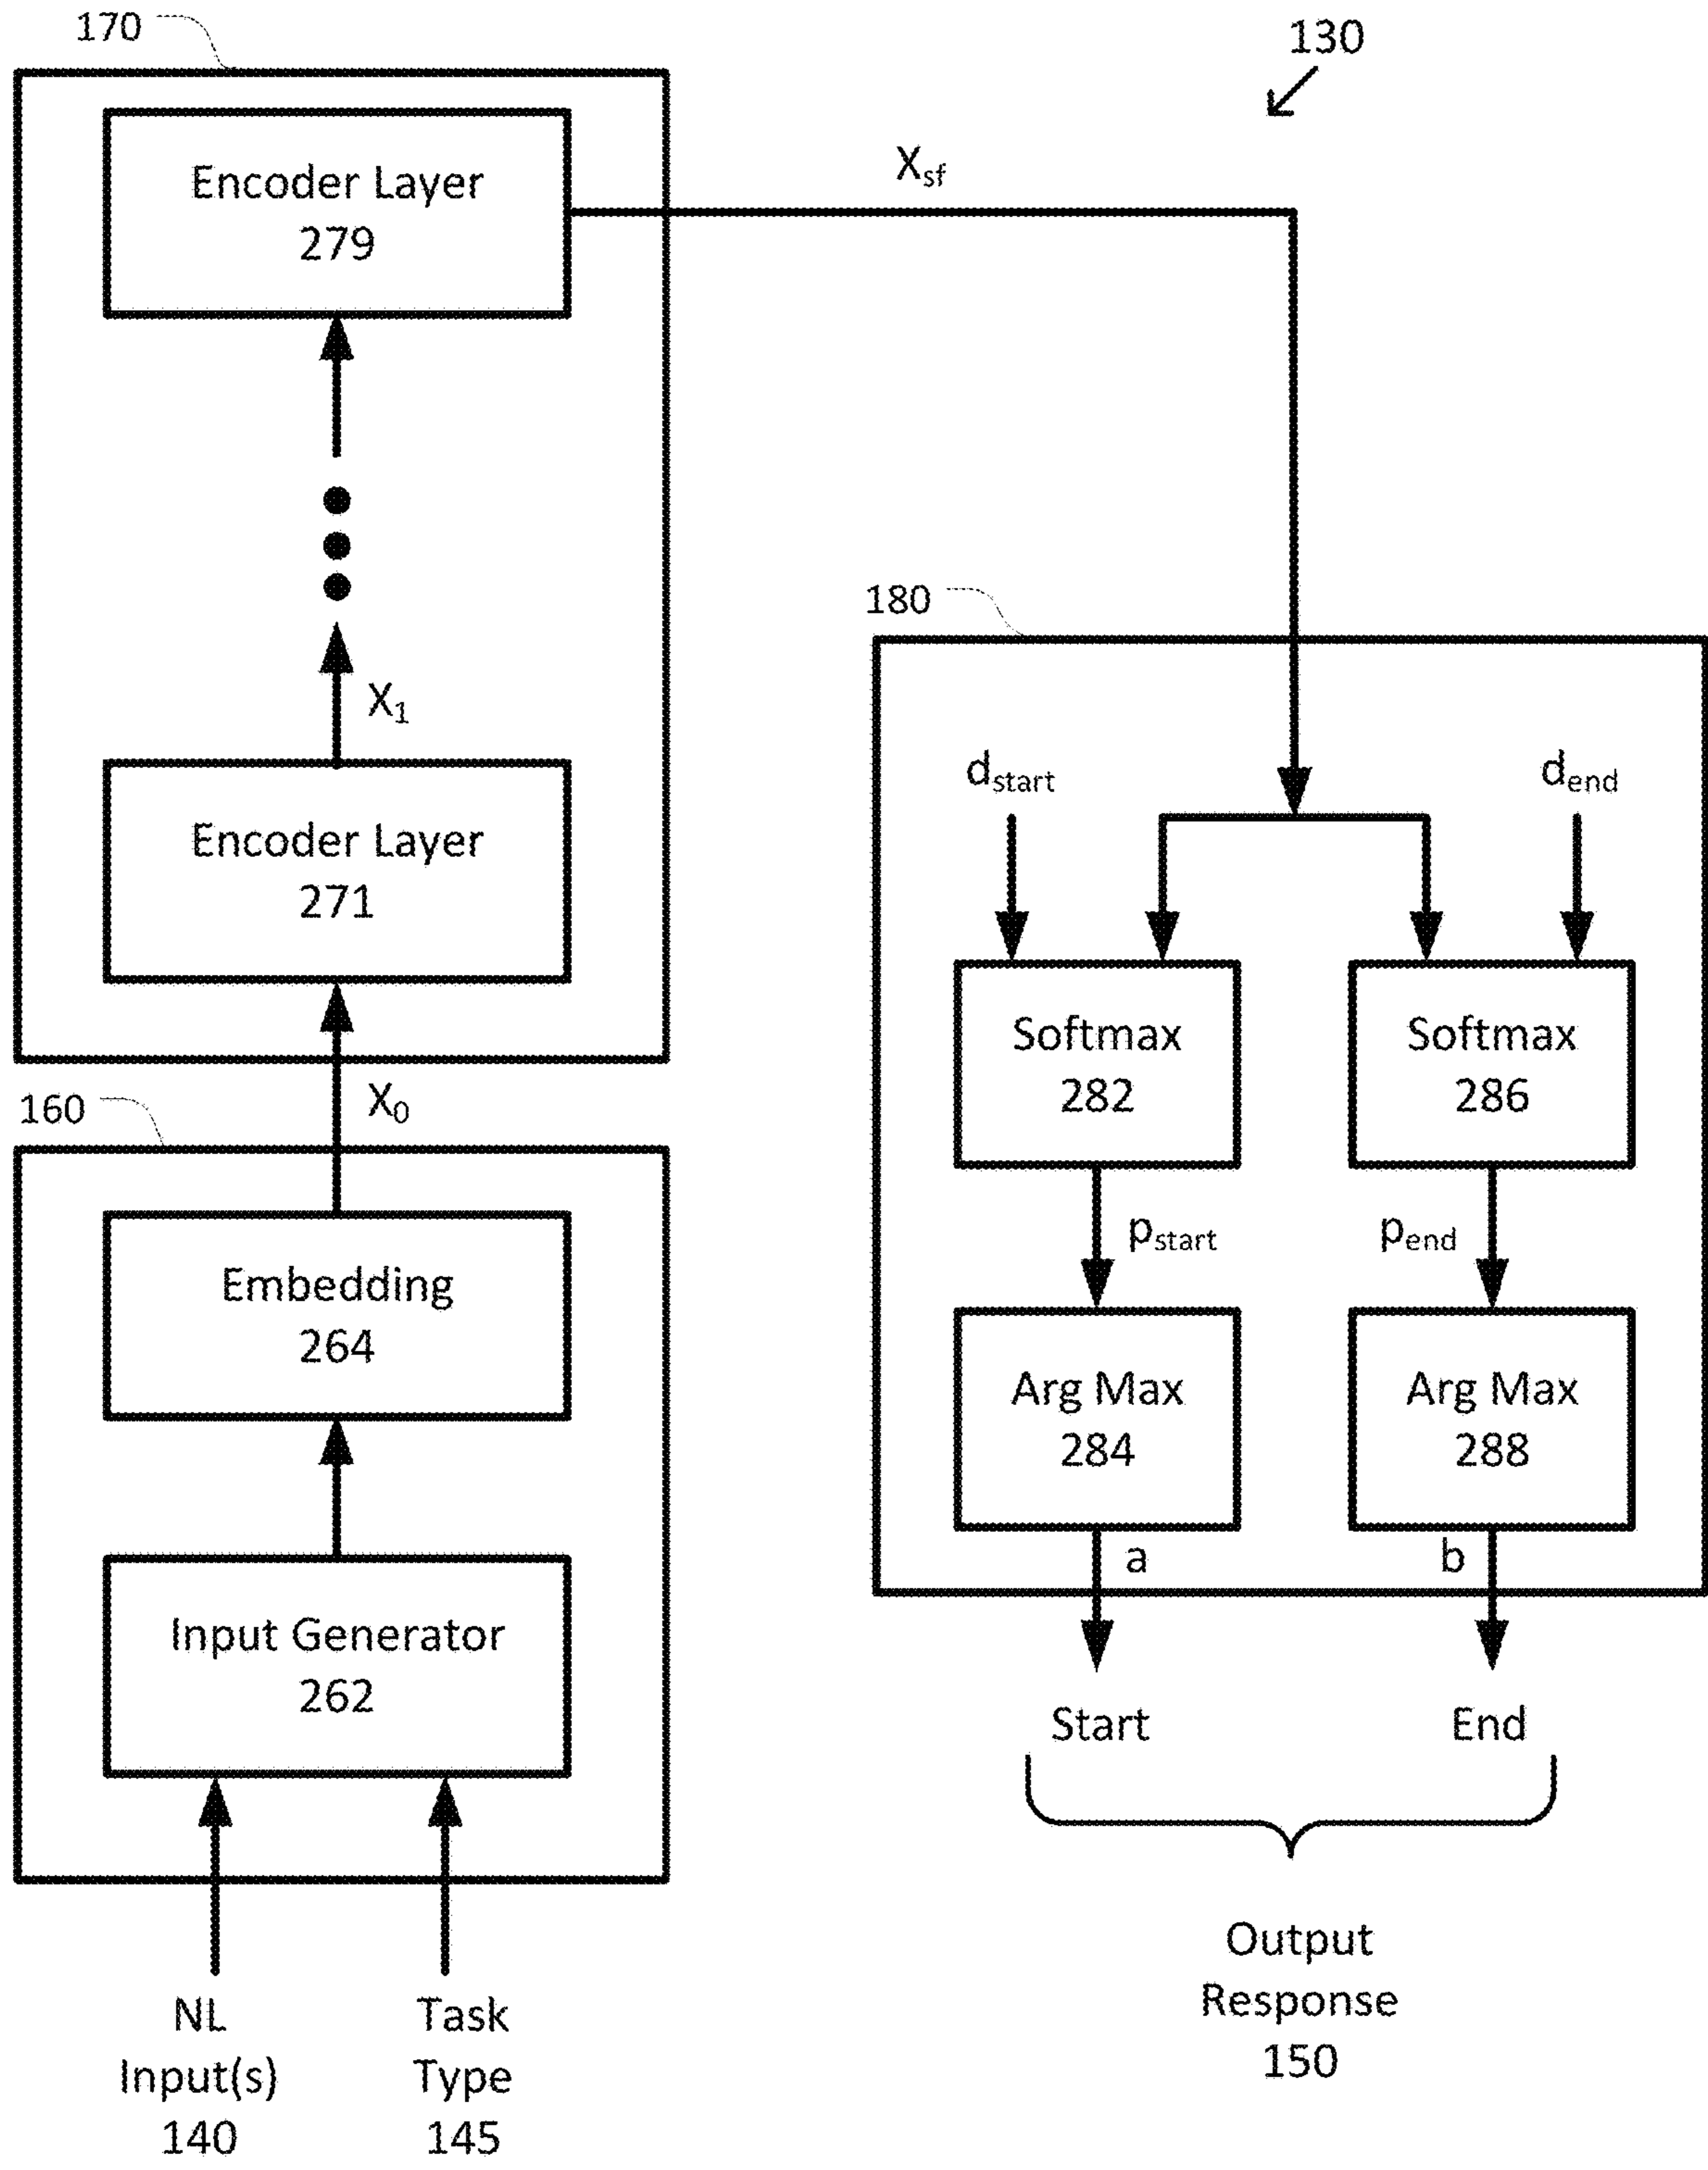 170
130
Encoder Layer
279
Xsf
X1
180
dstart
dend
Encoder Layer
271
Softmax
282
Softmax
286
X0
160
pstart
pend
Embedding
264
Arg Max
284
Arg Max
288
a
b
Input Generator
262
Start
End
NL
Input(s)
140
Task
Type
145
Output
Response
150